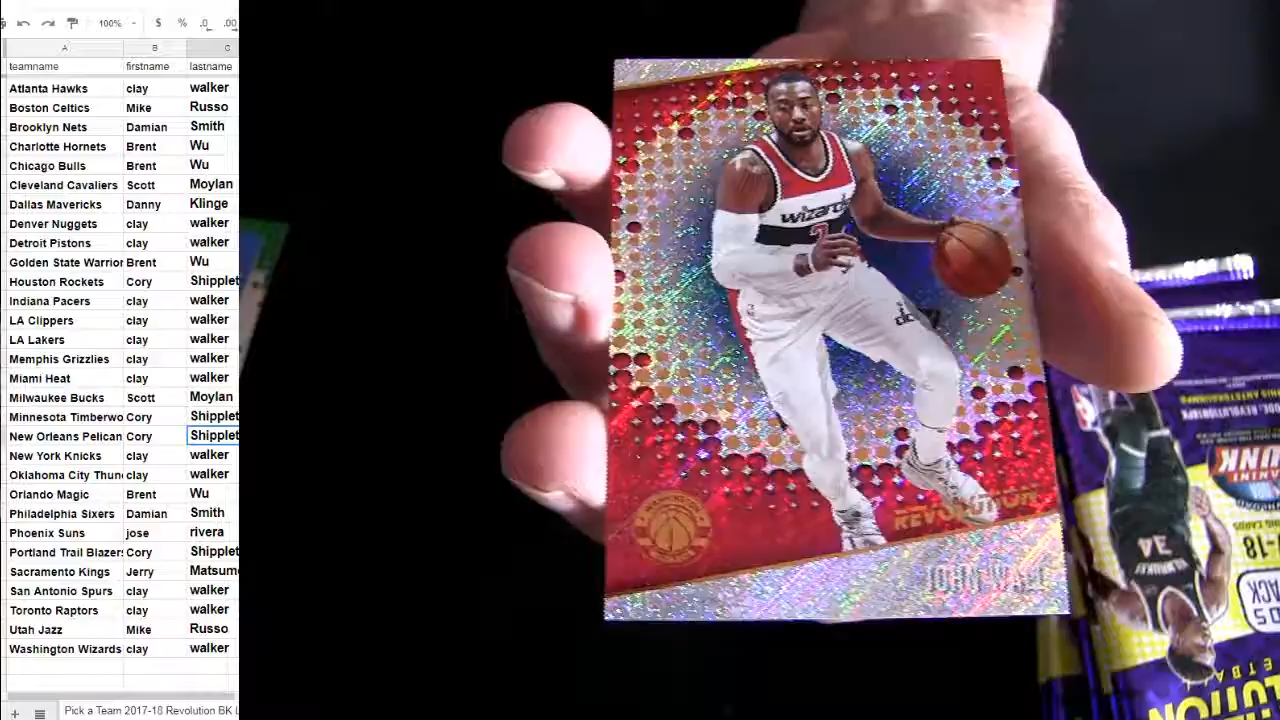 100%
$ % .0 .00
A B C
teamname firstname lastname
Atlanta Hawks clay walker
Boston Celtics Mike Russo
Brooklyn Nets Damian Smith
Charlotte Hornets Brent Wu
Chicago Bulls Brent Wu
Cleveland Cavaliers Scott Moylan
Dallas Mavericks Danny Klinge
Denver Nuggets clay walker
Detroit Pistons clay walker
Golden State Warrior Brent Wu
Houston Rockets Cory Shipplet
Indiana Pacers clay walker
LA Clippers clay walker
LA Lakers clay walker
Memphis Grizzlies clay walker
Miami Heat clay walker
Milwaukee Bucks Scott Moylan
Minnesota Timberwo Cory Shipplet
New Orleans Pelican Cory Shipplet
New York Knicks clay walker
Oklahoma City Thun clay walker
Orlando Magic Brent Wu
Philadelphia Sixers Damian Smith
Phoenix Suns jose rivera
Portland Trail Blazers Cory Shipplet
Sacramento Kings Jerry Matsum
San Antonio Spurs clay walker
Toronto Raptors clay walker
Utah Jazz Mike Russo
Washington Wizards clay walker
Pick a Team 2017-18 Revolution BK L
wizards
2
dc
WASHINGTON
WIZARDS
REVOLUTION
JOHN WALL
PANINI
34